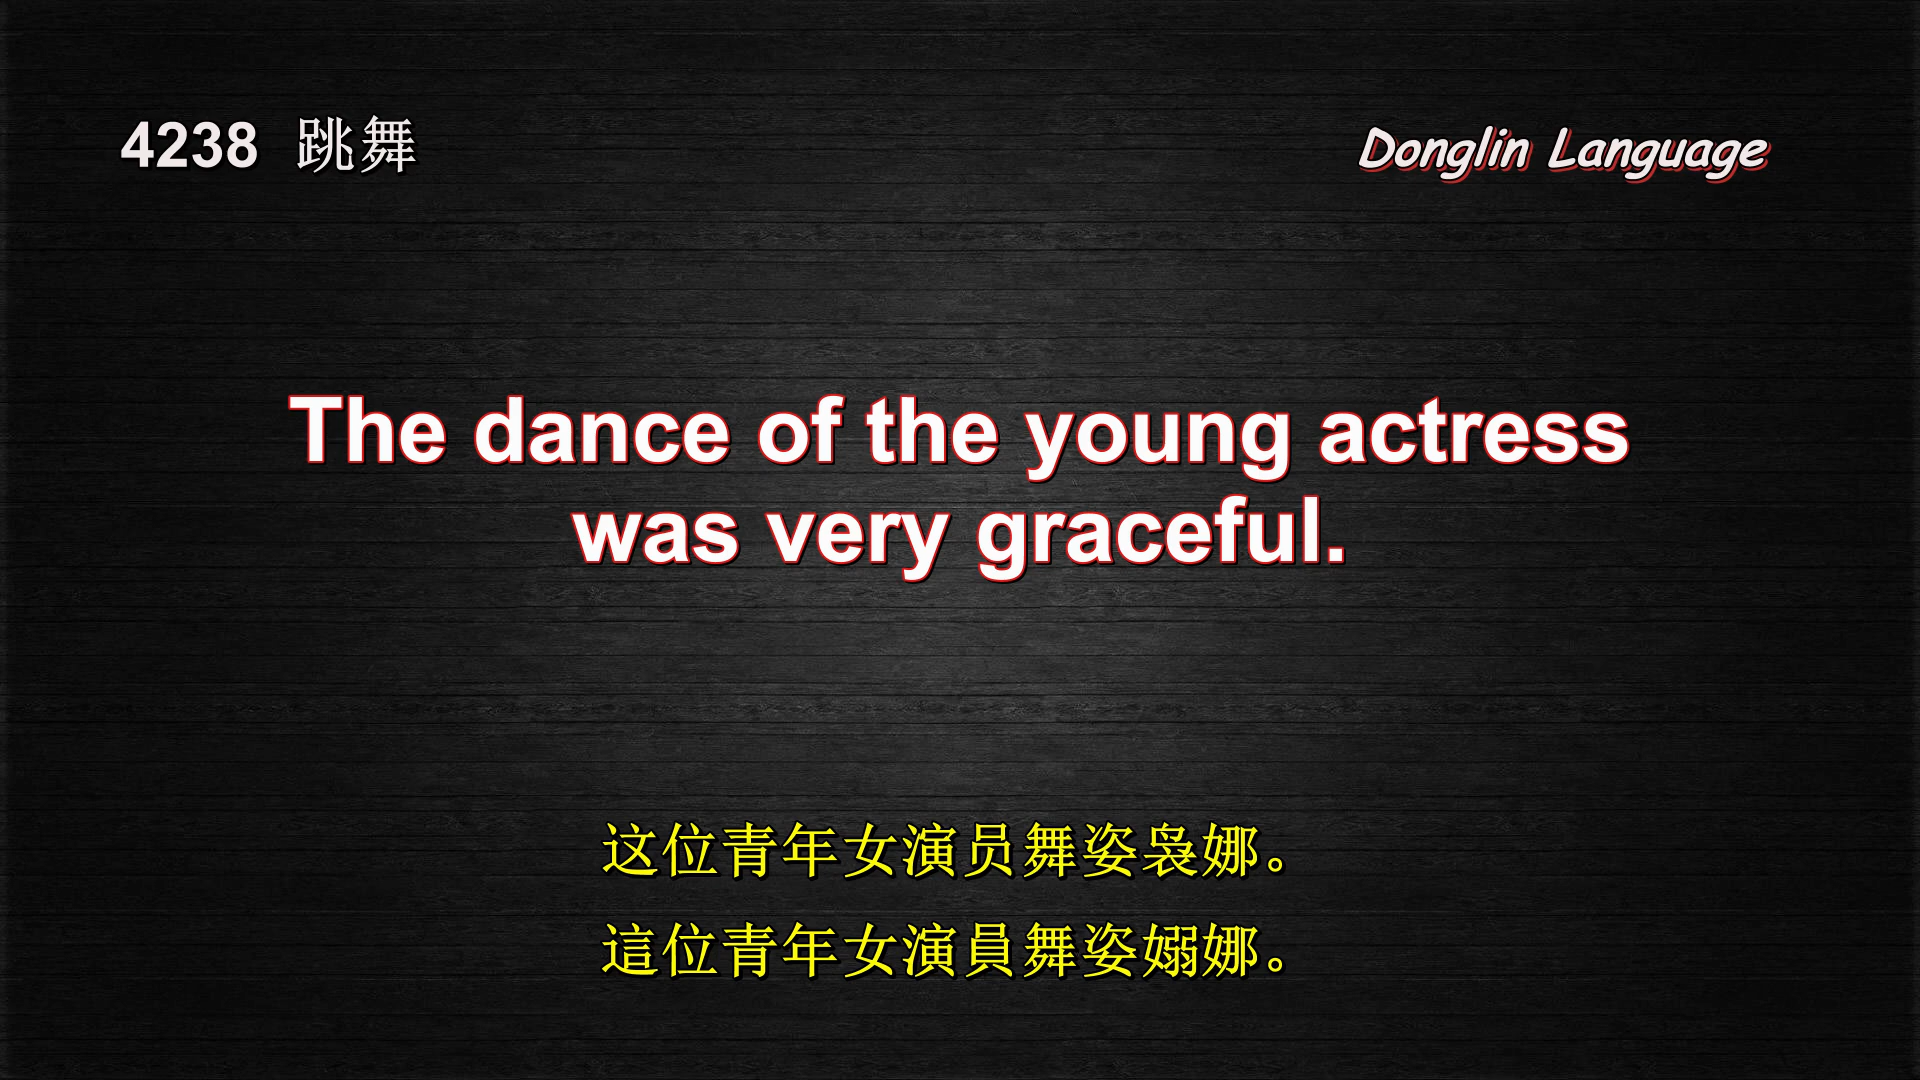 4238 跳舞
Donglin Language
The dance of the young actress
was very graceful.
这位青年女演员舞姿袅娜。
這位青年女演員舞姿嫋娜。